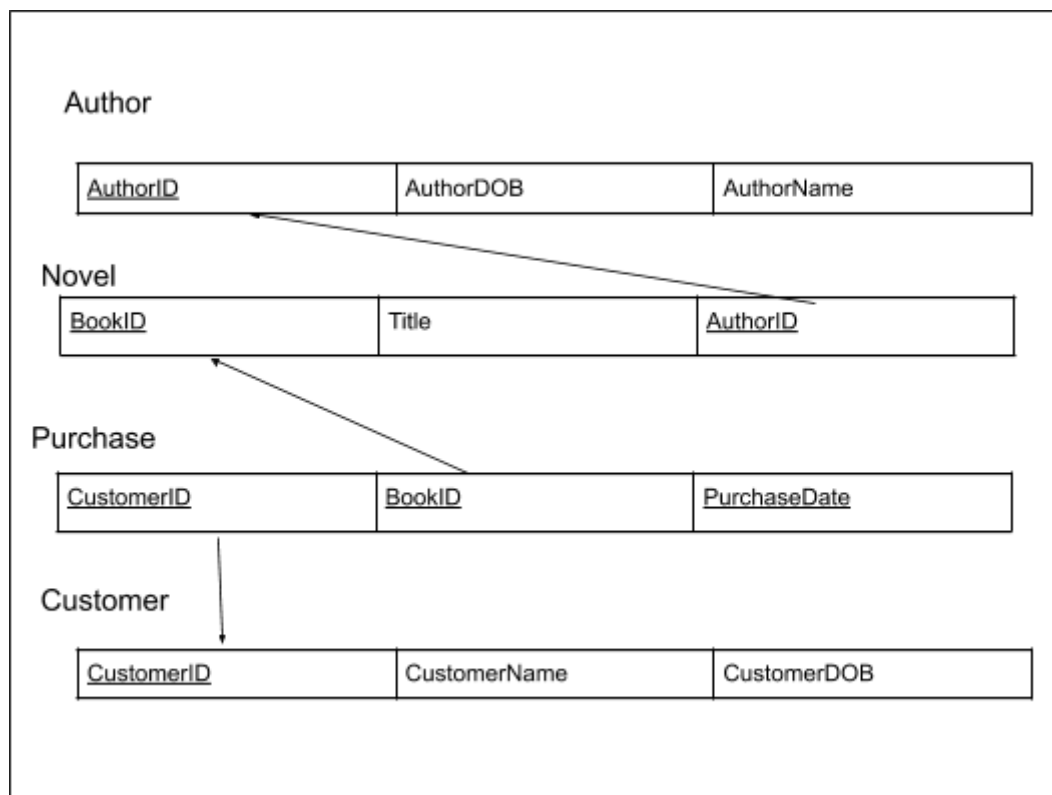 Author
AuthorID AuthorDOB AuthorName
Novel
BookID Title AuthorID
Purchase
CustomerID BookID PurchaseDate
Customer
CustomerID CustomerName CustomerDOB